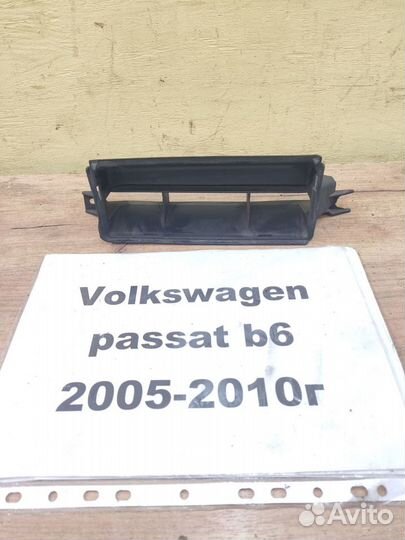 Volkswagen
passat b6
2005-2010г
Avito